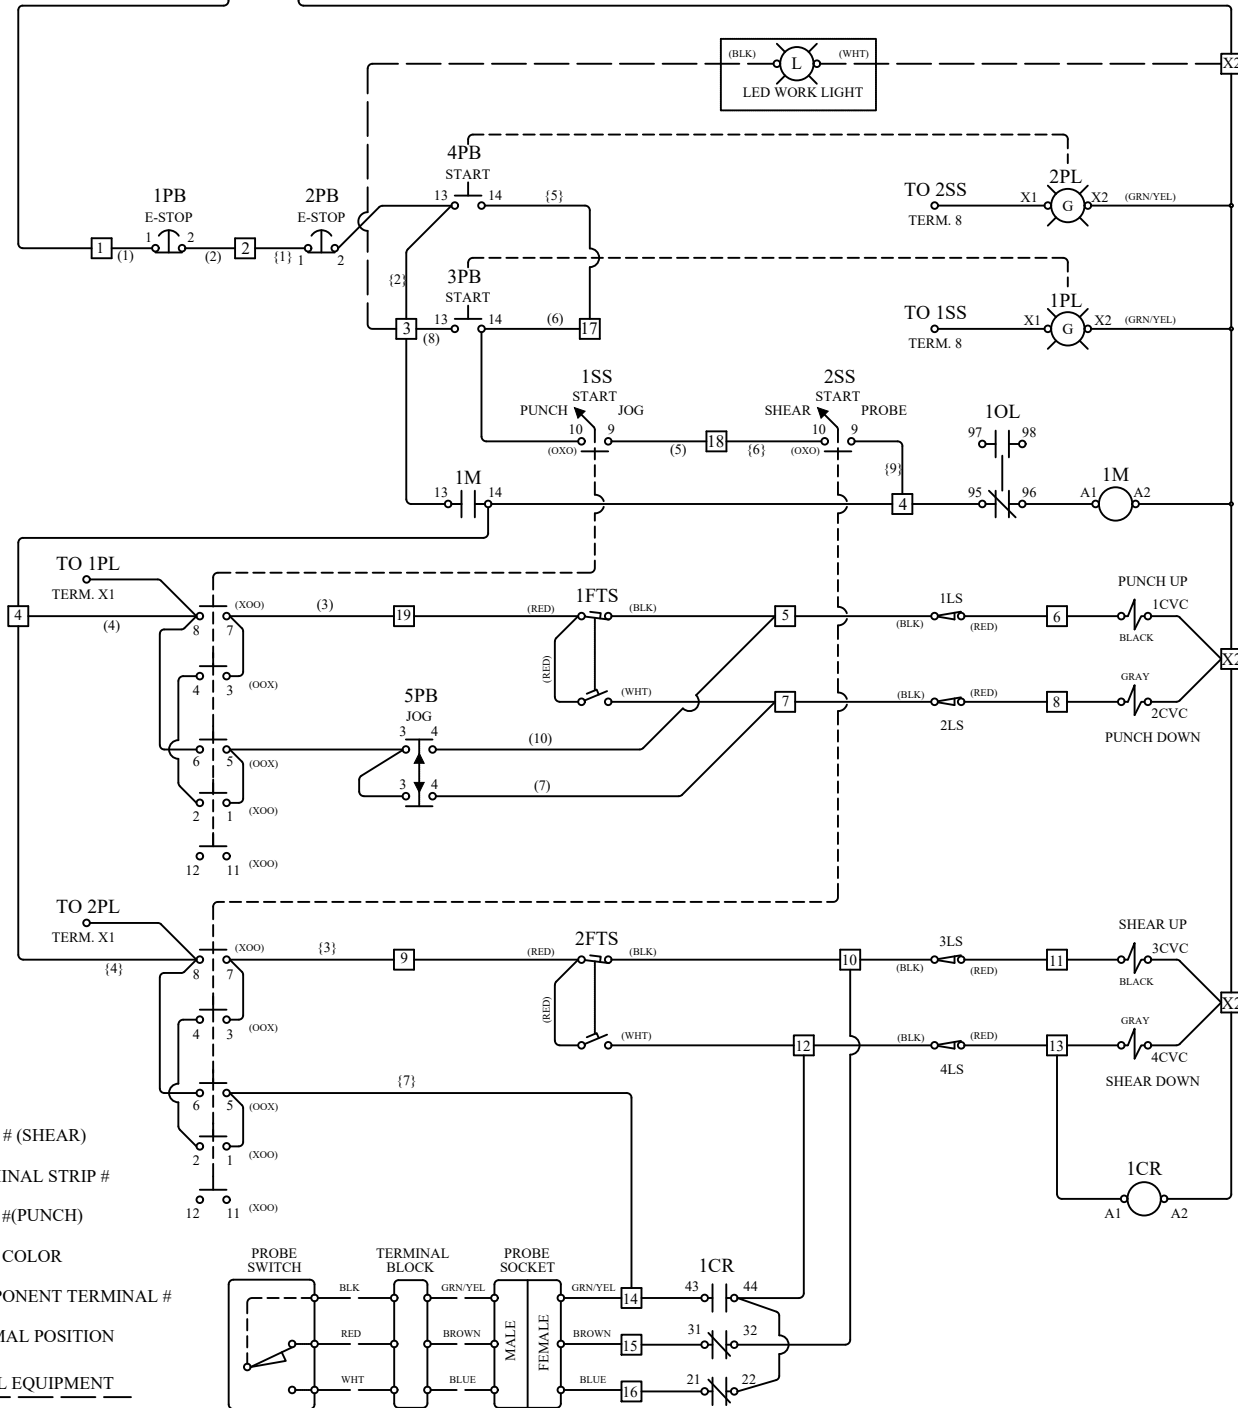 (BLK) L (WHT)
X2
LED WORK LIGHT
4PB
START
13 14 {5}
1PB
E-STOP
1 2
1 (1) (2) 2 {1}
2PB
E-STOP
1 2
TO 2SS
TERM. 8
2PL
X1 G X2 (GRN/YEL)
{2}
3PB
START
13 14 (6) 17
3 (8)
TO 1SS
TERM. 8
1PL
X1 G X2 (GRN/YEL)
1SS
START
PUNCH JOG
10 9
(OXO) (5) 18 {6}
2SS
START
SHEAR PROBE
10 9
(OXO) {9}
1OL
97 98
95 96
1M
13 14
4
1M
A1 A2
TO 1PL
TERM. X1
4 (4)
8 7 (XOO) (3) 19
4 3 (OOX)
6 5 (OOX)
2 1 (XOO)
12 11 (XOO)
1FTS
(RED) (BLK)
(RED) (WHT)
5PB
JOG
3 4 (10)
3 4 (7)
5
1LS
(BLK) (RED)
6
PUNCH UP
1CVC
BLACK
X2
7
(BLK) (RED)
2LS
8
GRAY
2CVC
PUNCH DOWN
TO 2PL
TERM. X1
{4}
8 7 (XOO) {3} 9
4 3 (OOX)
6 5 (OOX) {7}
2 1 (XOO)
12 11 (XOO)
2FTS
(RED) (BLK)
(RED) (WHT)
10
3LS
(BLK) (RED)
11
SHEAR UP
3CVC
BLACK
X2
12
(BLK) (RED)
4LS
13
GRAY
4CVC
SHEAR DOWN
1CR
A1 A2
# (SHEAR)
INAL STRIP #
#(PUNCH)
COLOR
PONENT TERMINAL #
MAL POSITION
L EQUIPMENT
PROBE
SWITCH
TERMINAL
BLOCK
PROBE
SOCKET
MALE
FEMALE
1CR
BLK GRN/YEL GRN/YEL 14 43 44
RED BROWN BROWN 15 31 32
WHT BLUE BLUE 16 21 22